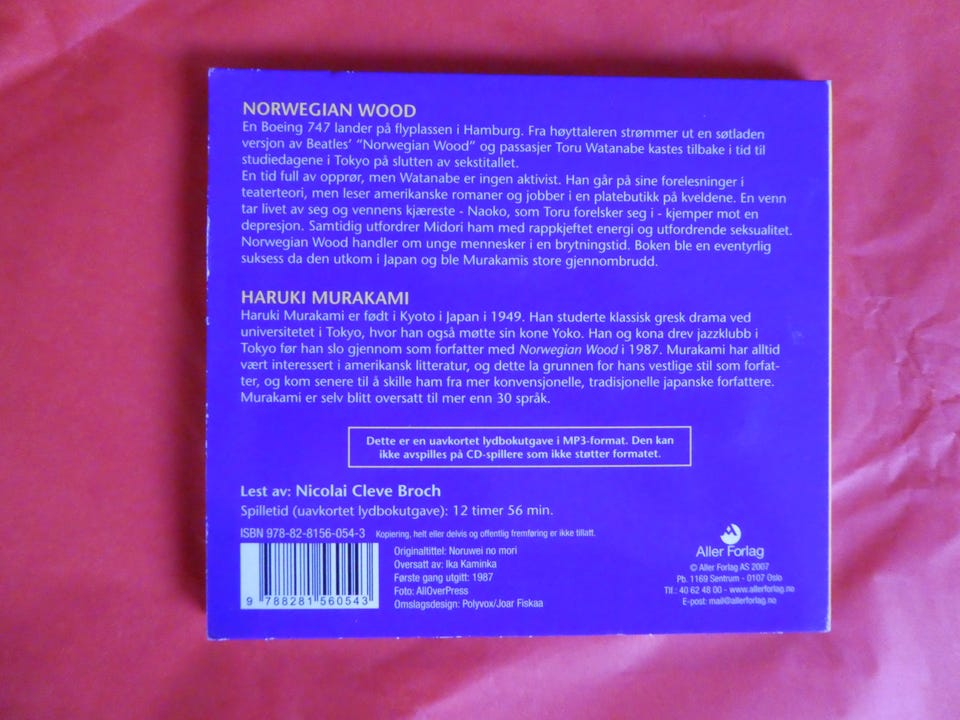 NORWEGIAN WOOD
En Boeing 747 lander på flyplassen i Hamburg. Fra høyttaleren strømmer ut en søtladen
versjon av Beatles' "Norwegian Wood" og passasjer Toru Watanabe kastes tilbake i tid til
studiedagene i Tokyo på slutten av sekstitallet.
En tid full av opprør, men Watanabe er ingen aktivist. Han går på sine forelesninger i
teaterteori, men leser amerikanske romaner og jobber i en platebutikk på kveldene. En venn
tar livet av seg og vennens kjæreste - Naoko, som Toru forelsker seg i - kjemper mot en
depresjon. Samtidig utfordrer Midori ham med rappkjeftet energi og utfordrende seksualitet.
Norwegian Wood handler om unge mennesker i en brytningstid. Boken ble en eventyrlig
suksess da den utkom i Japan og ble Murakamis store gjennombrudd.
HARUKI MURAKAMI
Haruki Murakami er født i Kyoto i Japan i 1949. Han studerte klassisk gresk drama ved
universitetet i Tokyo, hvor han også møtte sin kone Yoko. Han og kona drev jazzklubb i
Tokyo før han slo gjennom som forfatter med Norwegian Wood i 1987. Murakami har alltid
vært interessert i amerikansk litteratur, og dette la grunnen for hans vestlige stil som forfat-
ter, og kom senere til å skille ham fra mer konvensjonelle, tradisjonelle japanske forfattere.
Murakami er selv blitt oversatt til mer enn 30 språk.
Dette er en uavkortet lydbokutgave i MP3-format. Den kan
ikke avspilles på CD-spillere som ikke støtter formatet.
Lest av: Nicolai Cleve Broch
Spilletid (uavkortet lydbokutgave): 12 timer 56 min.
ISBN 978-82-8156-054-3 Kopiering, helt eller delvis og offentlig fremføring er ikke tillatt.
9 788281 560543
Originaltittel: Noruwei no mori
Oversatt av: Ika Kaminka
Første gang utgitt: 1987
Foto: AllOverPress
Omslagsdesign: Polyvox/Joar Fiskaa
Aller Forlag
© Aller Forlag AS 2007
Pb. 1169 Sentrum - 0107 Oslo
Tlf.: 40 62 48 00 - www.allerforlag.no
E-post: mail@allerforlag.no